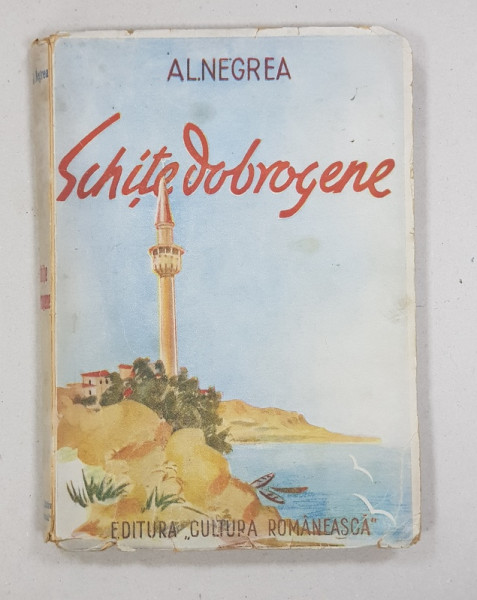 AL.NEGREA
Schițe dobrogene
EDITURA „CULTURA ROMÂNEASCĂ"